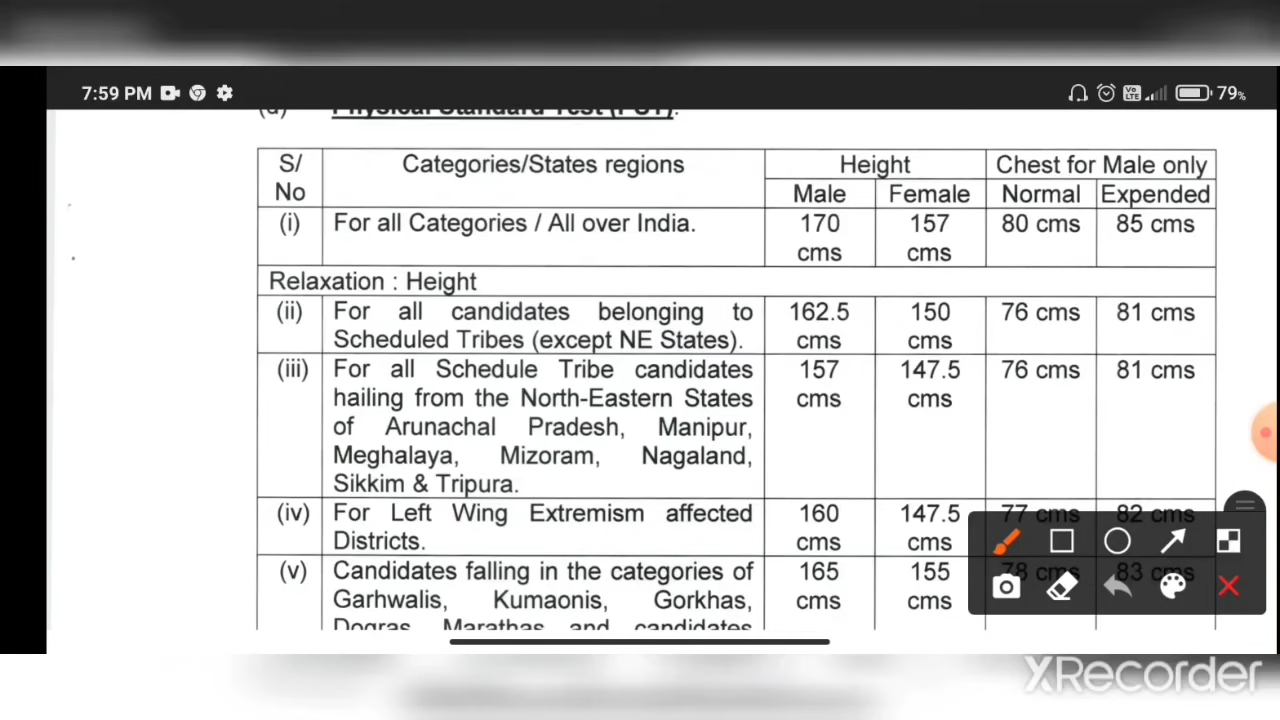 7:59 PM
Vo LTE
79%
(d) Physical Standard Test (PST).
S/ No Categories/States regions Height Chest for Male only
Male Female Normal Expended
(i) For all Categories / All over India. 170 cms 157 cms 80 cms 85 cms
Relaxation : Height
(ii) For all candidates belonging to 162.5 150 76 cms 81 cms
Scheduled Tribes (except NE States). cms cms
(iii) For all Schedule Tribe candidates 157 147.5 76 cms 81 cms
hailing from the North-Eastern States cms cms
of Arunachal Pradesh, Manipur,
Meghalaya, Mizoram, Nagaland,
Sikkim & Tripura.
(iv) For Left Wing Extremism affected 160 147.5 77 cms 82 cms
Districts. cms cms
(v) Candidates falling in the categories of 165 155 78 cms 83 cms
Garhwalis, Kumaonis, Gorkhas, cms cms
Dogras, Marathas and candidates
XRecorder